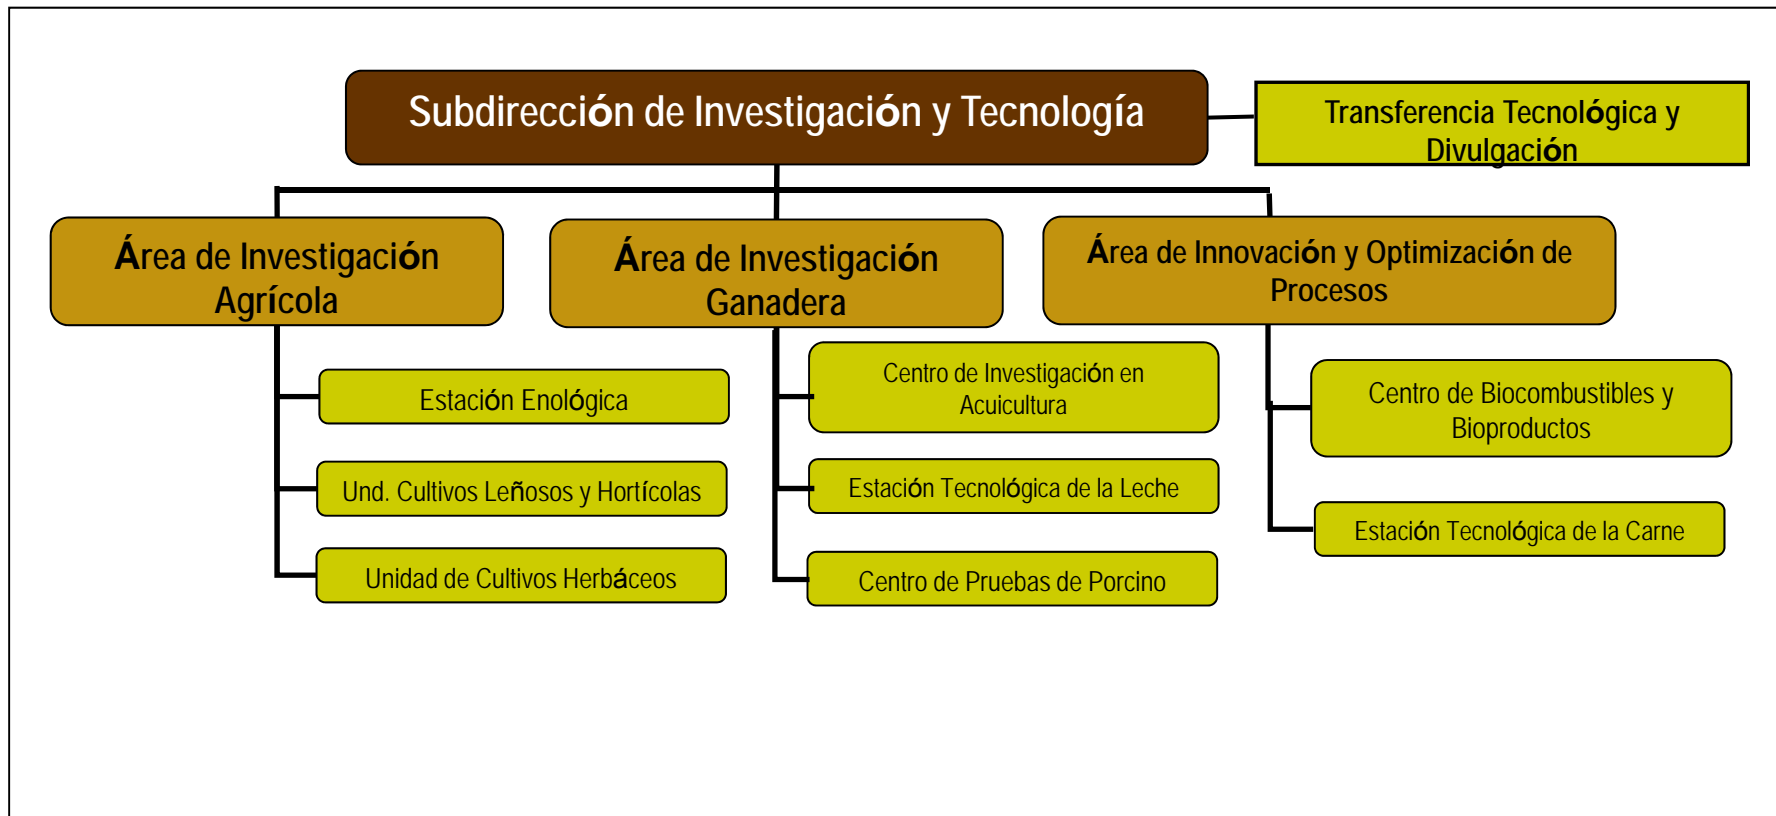 Subdirección de Investigación y Tecnología
Transferencia Tecnológica y
Divulgación
Área de Investigación
Agrícola
Área de Investigación
Ganadera
Área de Innovación y Optimización de
Procesos
Estación Enológica
Und. Cultivos Leñosos y Hortícolas
Unidad de Cultivos Herbáceos
Centro de Investigación en
Acuicultura
Estación Tecnológica de la Leche
Centro de Pruebas de Porcino
Centro de Biocombustibles y
Bioproductos
Estación Tecnológica de la Carne